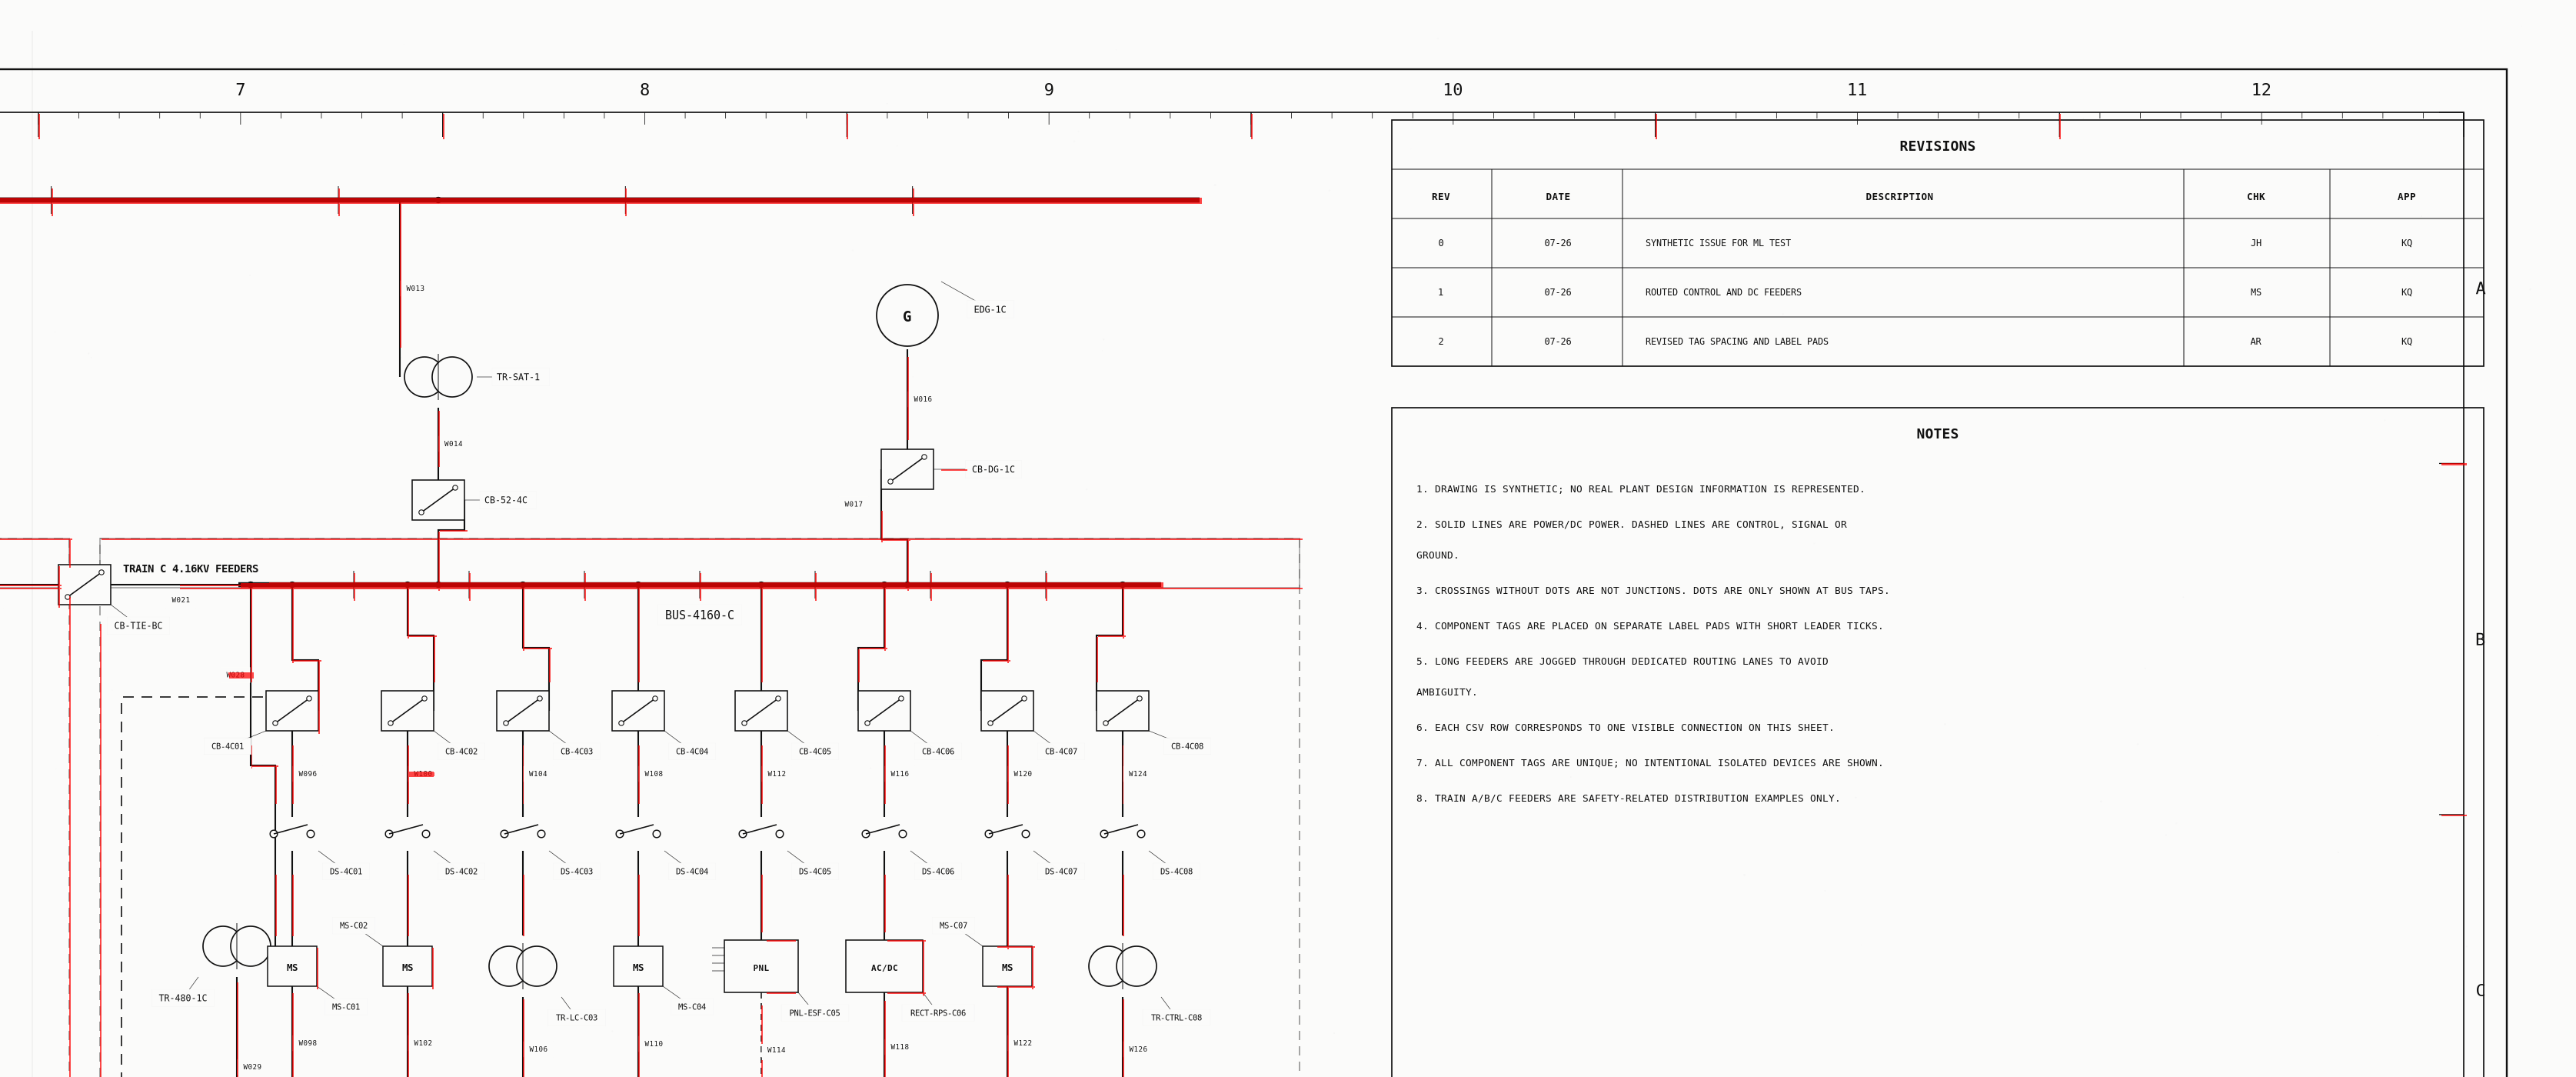 7 8 9 10 11 12
REVISIONS
REV DATE DESCRIPTION CHK APP
0 07-26 SYNTHETIC ISSUE FOR ML TEST JH KQ
1 07-26 ROUTED CONTROL AND DC FEEDERS MS KQ
2 07-26 REVISED TAG SPACING AND LABEL PADS AR KQ
A
W013
EDG-1C
G
TR-SAT-1
W016
W014
CB-DG-1C
CB-52-4C
W017
NOTES
1. DRAWING IS SYNTHETIC; NO REAL PLANT DESIGN INFORMATION IS REPRESENTED.
2. SOLID LINES ARE POWER/DC POWER. DASHED LINES ARE CONTROL, SIGNAL OR
GROUND.
3. CROSSINGS WITHOUT DOTS ARE NOT JUNCTIONS. DOTS ARE ONLY SHOWN AT BUS TAPS.
4. COMPONENT TAGS ARE PLACED ON SEPARATE LABEL PADS WITH SHORT LEADER TICKS.
5. LONG FEEDERS ARE JOGGED THROUGH DEDICATED ROUTING LANES TO AVOID
AMBIGUITY.
6. EACH CSV ROW CORRESPONDS TO ONE VISIBLE CONNECTION ON THIS SHEET.
7. ALL COMPONENT TAGS ARE UNIQUE; NO INTENTIONAL ISOLATED DEVICES ARE SHOWN.
8. TRAIN A/B/C FEEDERS ARE SAFETY-RELATED DISTRIBUTION EXAMPLES ONLY.
B
C
TRAIN C 4.16KV FEEDERS
W021
BUS-4160-C
CB-TIE-BC
CB-4C01 CB-4C02 CB-4C03 CB-4C04 CB-4C05 CB-4C06 CB-4C07 CB-4C08
W096 W104 W108 W112 W116 W120 W124
DS-4C01 DS-4C02 DS-4C03 DS-4C04 DS-4C05 DS-4C06 DS-4C07 DS-4C08
MS-C02 MS-C07
MS MS MS PNL AC/DC MS
TR-480-1C MS-C01 TR-LC-C03 MS-C04 PNL-ESF-C05 RECT-RPS-C06 TR-CTRL-C08
W098 W102 W106 W110 W114 W118 W122 W126
W029